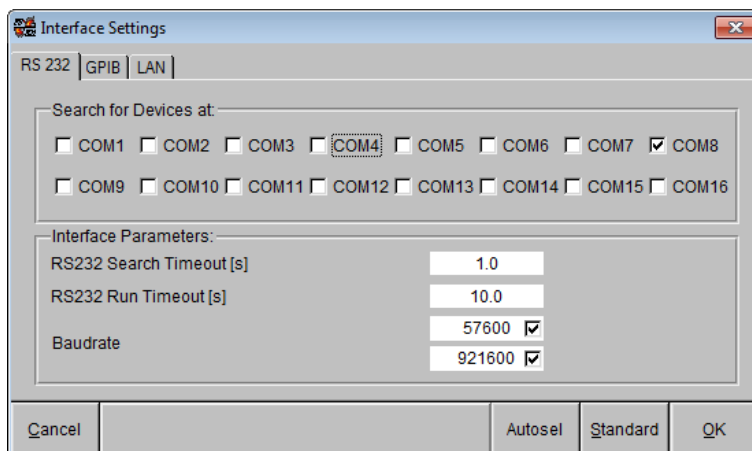 Interface Settings
RS 232 GPIB LAN
Search for Devices at:
COM1 COM2 COM3 COM4 COM5 COM6 COM7 COM8
COM9 COM10 COM11 COM12 COM13 COM14 COM15 COM16
Interface Parameters:
RS232 Search Timeout [s] 1.0
RS232 Run Timeout [s] 10.0
57600
Baudrate
921600
Cancel Autosel Standard OK